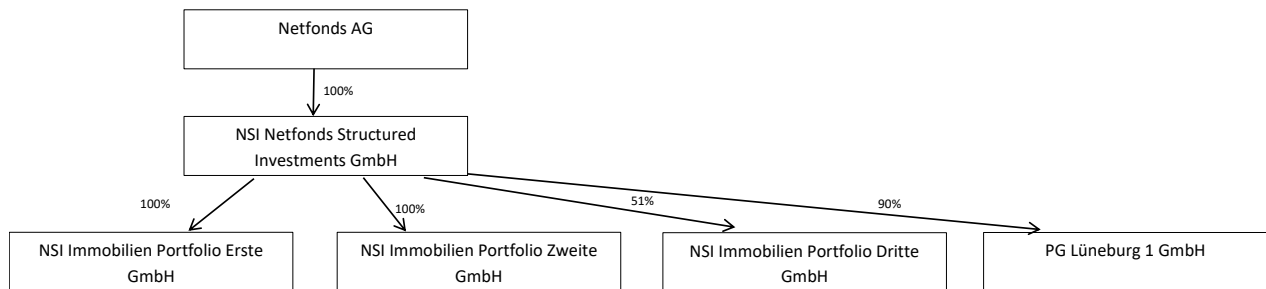 Netfonds AG
100%
NSI Netfonds Structured
Investments GmbH
100%
100%
51%
90%
NSI Immobilien Portfolio Erste
GmbH
NSI Immobilien Portfolio Zweite
GmbH
NSI Immobilien Portfolio Dritte
GmbH
PG Lüneburg 1 GmbH